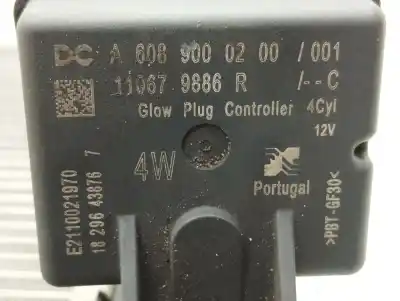 DC A 608 900 02 00 / 001
11067 9886 R /--C
Glow Plug Controller 4Cyl
12V
4W
Portugal
E2110021970
18 296 43876 7
>PBT-GF30<